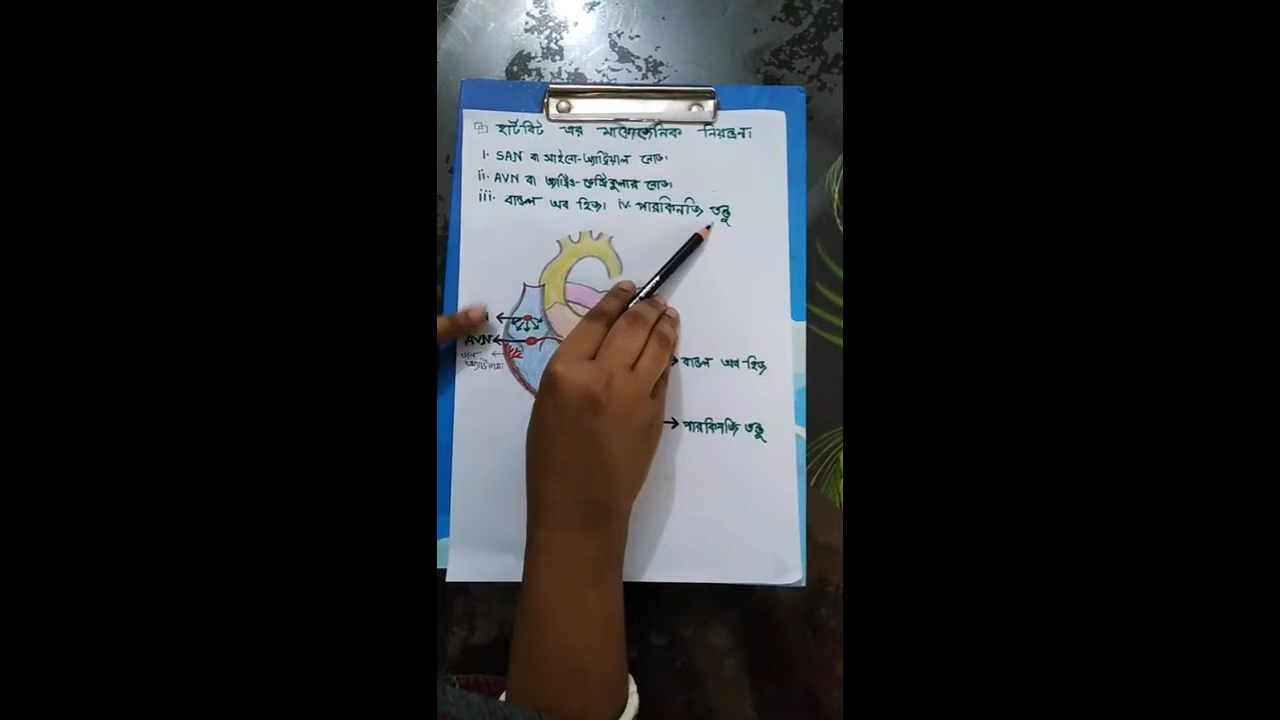 হার্টবিট এর মায়োজেনিক নিয়ন্ত্রন।
i. SAN বা সাইনো-অ্যাট্রিয়াল নোড।
ii. AVN বা অ্যাট্রিও-ভেন্ট্রিকুলার নোড।
iii. বান্ডল অব হিজ। iv. পারকিনজি তন্তু
AVN
বান্ডল অব হিজ
পারকিনজি তন্তু